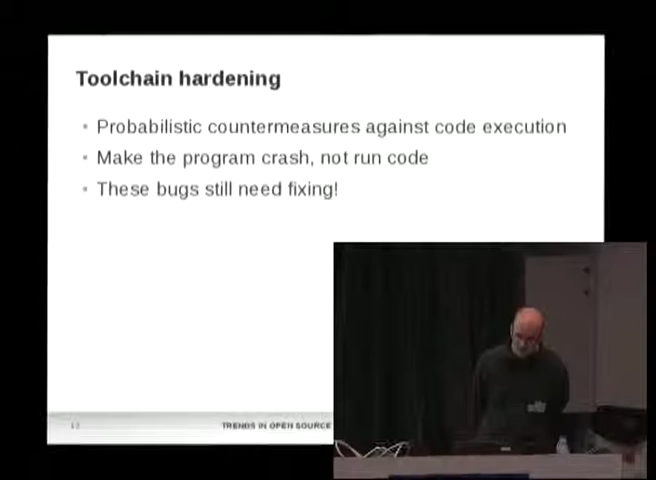 Toolchain hardening
• Probabilistic countermeasures against code execution
• Make the program crash, not run code
• These bugs still need fixing!
TRENDS IN OPEN SOURCE